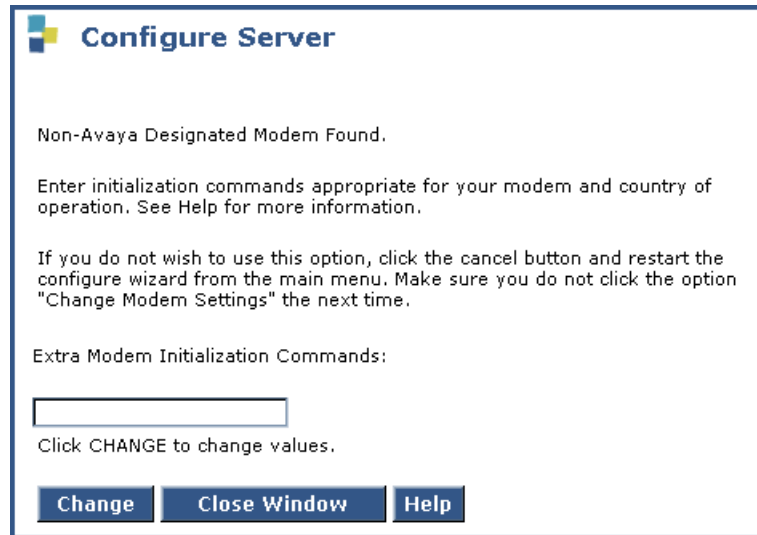 Configure Server
Non-Avaya Designated Modem Found.
Enter initialization commands appropriate for your modem and country of
operation. See Help for more information.
If you do not wish to use this option, click the cancel button and restart the
configure wizard from the main menu. Make sure you do not click the option
"Change Modem Settings" the next time.
Extra Modem Initialization Commands:
Click CHANGE to change values.
Change Close Window Help